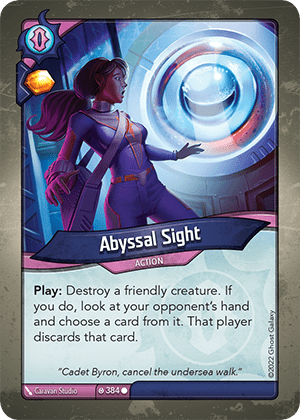 Abyssal Sight
ACTION
Play: Destroy a friendly creature. If
you do, look at your opponent's hand
and choose a card from it. That player
discards that card.
"Cadet Byron, cancel the undersea walk."
©2022 Ghost Galaxy
Caravan Studio
384